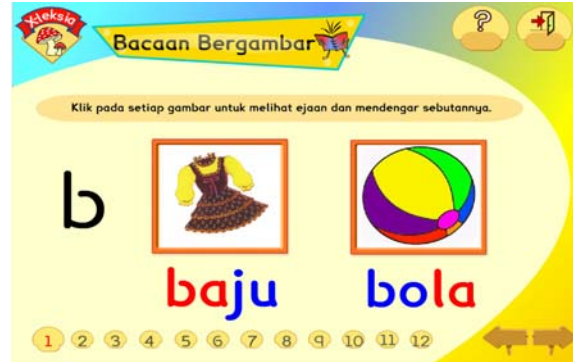 X-leksia
Bacaan Bergambar
?
Klik pada setiap gambar untuk melihat ejaan dan mendengar sebutannya.
b
baju bola
1 2 3 4 5 6 7 8 9 10 11 12